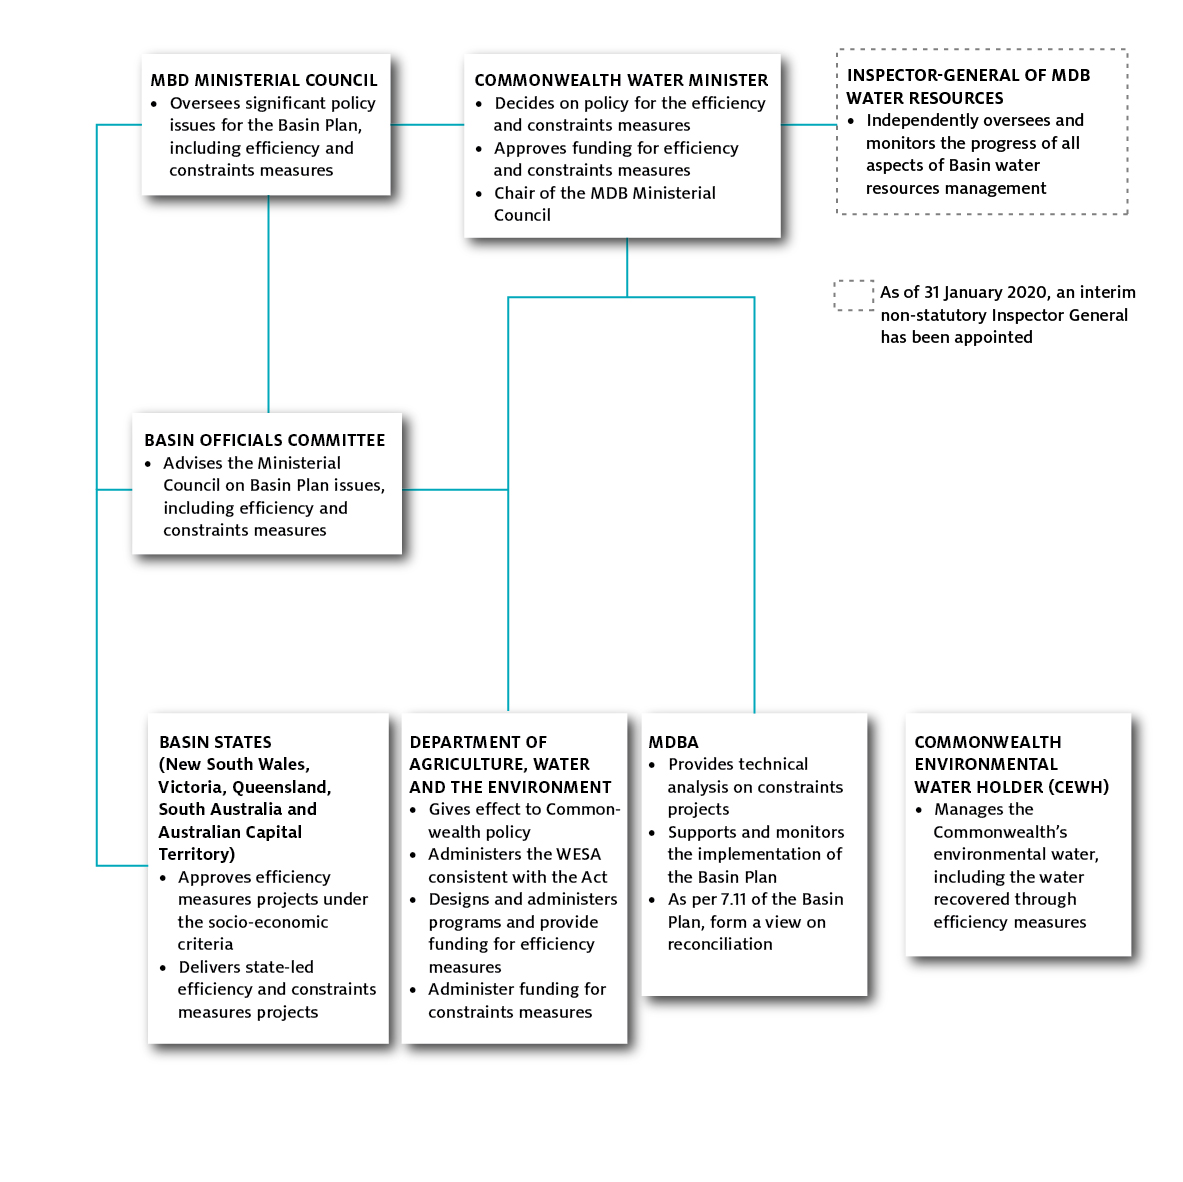 MBD MINISTERIAL COUNCIL
• Oversees significant policy
issues for the Basin Plan,
including efficiency and
constraints measures
COMMONWEALTH WATER MINISTER
• Decides on policy for the efficiency
and constraints measures
• Approves funding for efficiency
and constraints measures
• Chair of the MDB Ministerial
Council
INSPECTOR-GENERAL OF MDB
WATER RESOURCES
• Independently oversees and
monitors the progress of all
aspects of Basin water
resources management
As of 31 January 2020, an interim
non-statutory Inspector General
has been appointed
BASIN OFFICIALS COMMITTEE
• Advises the Ministerial
Council on Basin Plan issues,
including efficiency and
constraints measures
BASIN STATES
(New South Wales,
Victoria, Queensland,
South Australia and
Australian Capital
Territory)
• Approves efficiency
measures projects under
the socio-economic
criteria
• Delivers state-led
efficiency and constraints
measures projects
DEPARTMENT OF
AGRICULTURE, WATER
AND THE ENVIRONMENT
• Gives effect to Common-
wealth policy
• Administers the WESA
consistent with the Act
• Designs and administers
programs and provide
funding for efficiency
measures
• Administer funding for
constraints measures
MDBA
• Provides technical
analysis on constraints
projects
• Supports and monitors
the implementation of
the Basin Plan
• As per 7.11 of the Basin
Plan, form a view on
reconciliation
COMMONWEALTH
ENVIRONMENTAL
WATER HOLDER (CEWH)
• Manages the
Commonwealth's
environmental water,
including the water
recovered through
efficiency measures